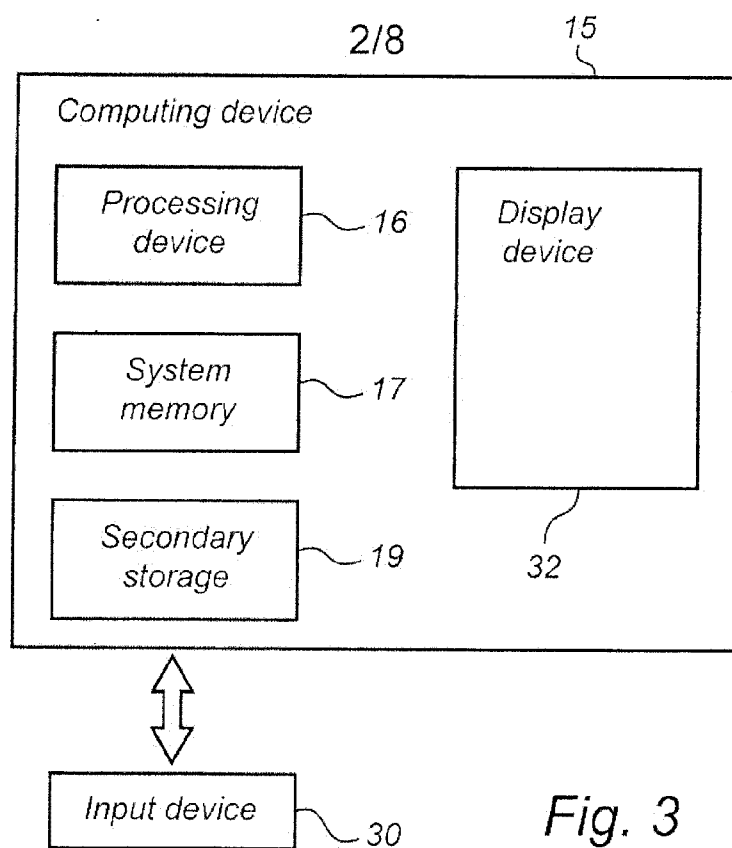 2/8
15
Computing device
Processing
device
16
Display
device
System
memory
17
Secondary
storage
19
32
Input device
30
Fig. 3